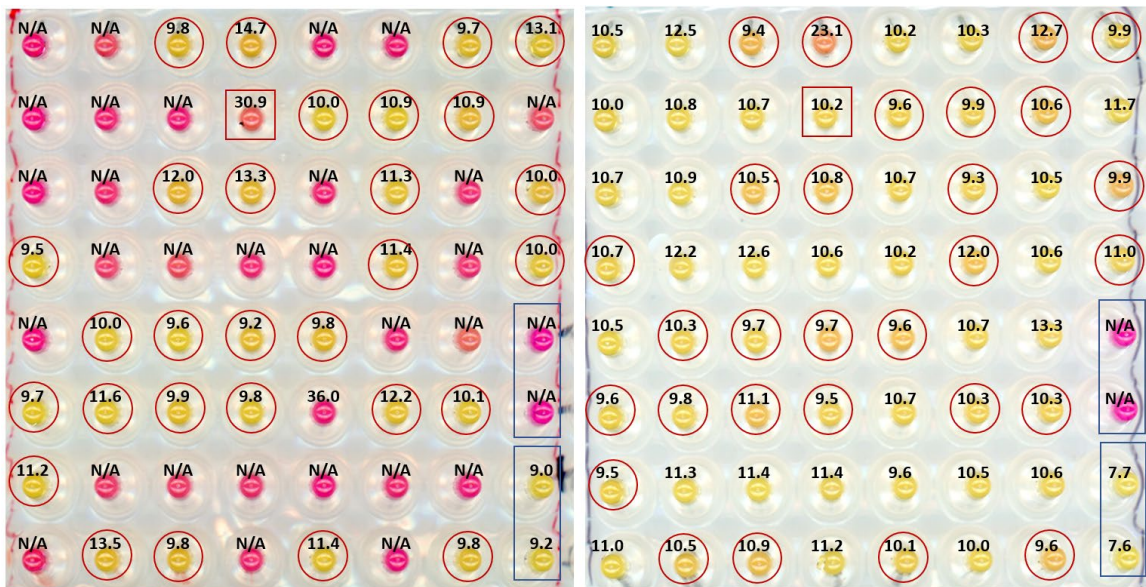 N/A N/A 9.8 14.7 N/A N/A 9.7 13.1
N/A N/A N/A 30.9 10.0 10.9 10.9 N/A
N/A N/A 12.0 13.3 N/A 11.3 N/A 10.0
9.5 N/A N/A N/A N/A 11.4 N/A 10.0
N/A 10.0 9.6 9.2 9.8 N/A N/A N/A
9.7 11.6 9.9 9.8 36.0 12.2 10.1 N/A
11.2 N/A N/A N/A N/A N/A N/A 9.0
N/A 13.5 9.8 N/A 11.4 N/A 9.8 9.2
10.5 12.5 9.4 23.1 10.2 10.3 12.7 9.9
10.0 10.8 10.7 10.2 9.6 9.9 10.6 11.7
10.7 10.9 10.5 10.8 10.7 9.3 10.5 9.9
10.7 12.2 12.6 10.6 10.2 12.0 10.6 11.0
10.5 10.3 9.7 9.7 9.6 10.7 13.3 N/A
9.6 9.8 11.1 9.5 10.7 10.3 10.3 N/A
9.5 11.3 11.4 11.4 9.6 10.5 10.6 7.7
11.0 10.5 10.9 11.2 10.1 10.0 9.6 7.6